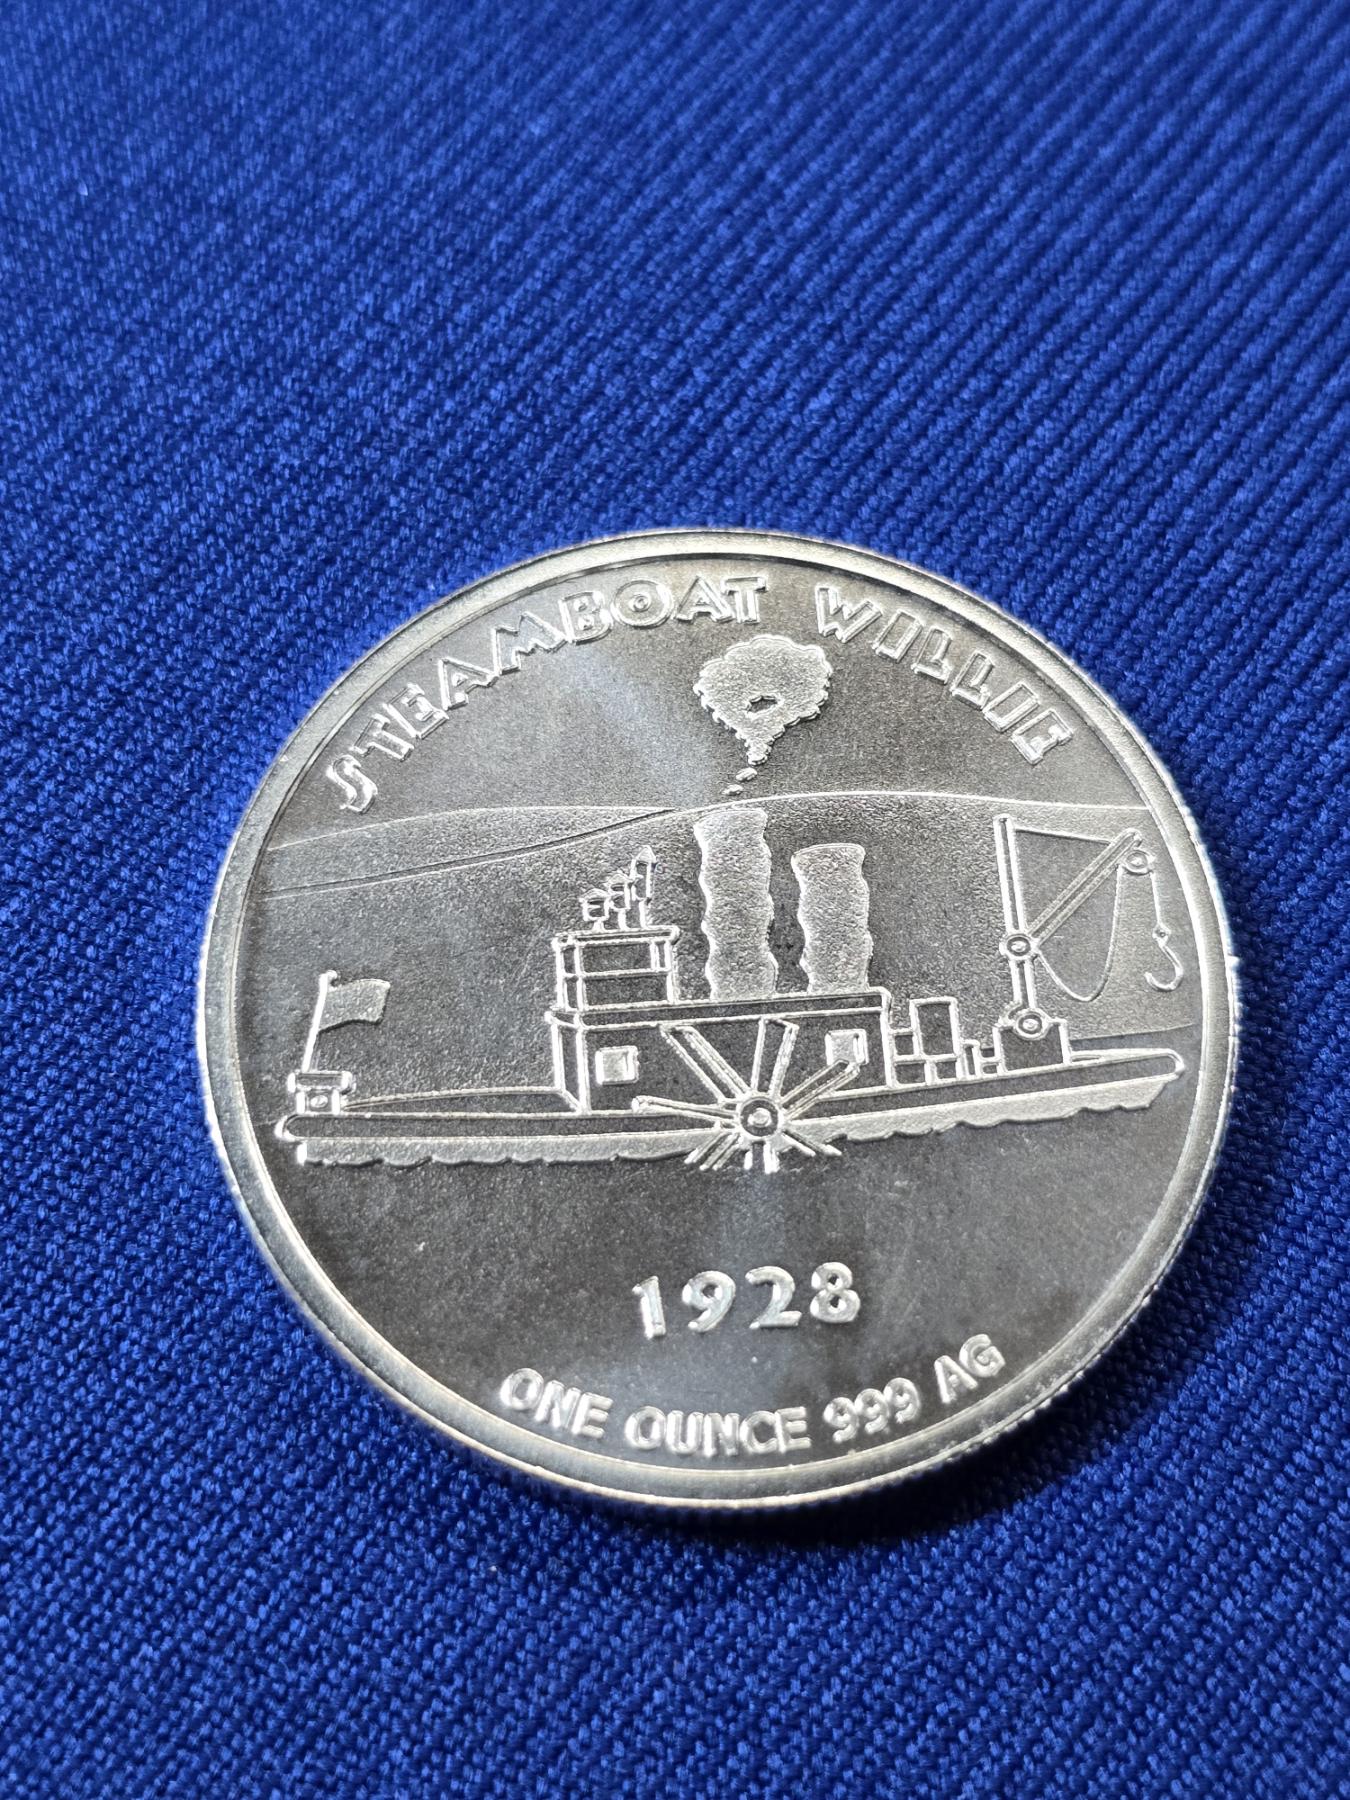 STEAMBOAT WILLIE
1928
ONE OUNCE 999 AG